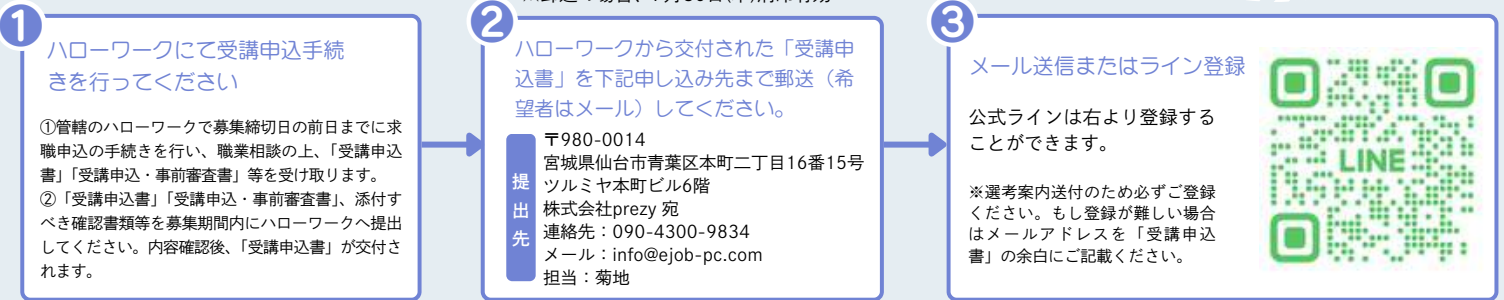 1
ハローワークにて受講申込手続
きを行ってください
①管轄のハローワークで募集締切日の前日までに求
職申込の手続きを行い、職業相談の上、「受講申込
書」「受講申込・事前審査書」等を受け取ります。
②「受講申込書」「受講申込・事前審査書」、添付す
べき確認書類等を募集期間内にハローワークへ提出
してください。内容確認後、「受講申込書」が交付さ
れます。
2
ハローワークから交付された「受講申
込書」を下記申し込み先まで郵送（希
望者はメール）してください。
提出先
〒980-0014
宮城県仙台市青葉区本町二丁目16番15号
ツルミヤ本町ビル6階
株式会社prezy 宛
連絡先：090-4300-9834
メール：info@ejob-pc.com
担当：菊地
3
メール送信またはライン登録
公式ラインは右より登録する
ことができます。
※選考案内送付のため必ずご登録
ください。もし登録が難しい場合
はメールアドレスを「受講申込
書」の余白にご記載ください。
LINE